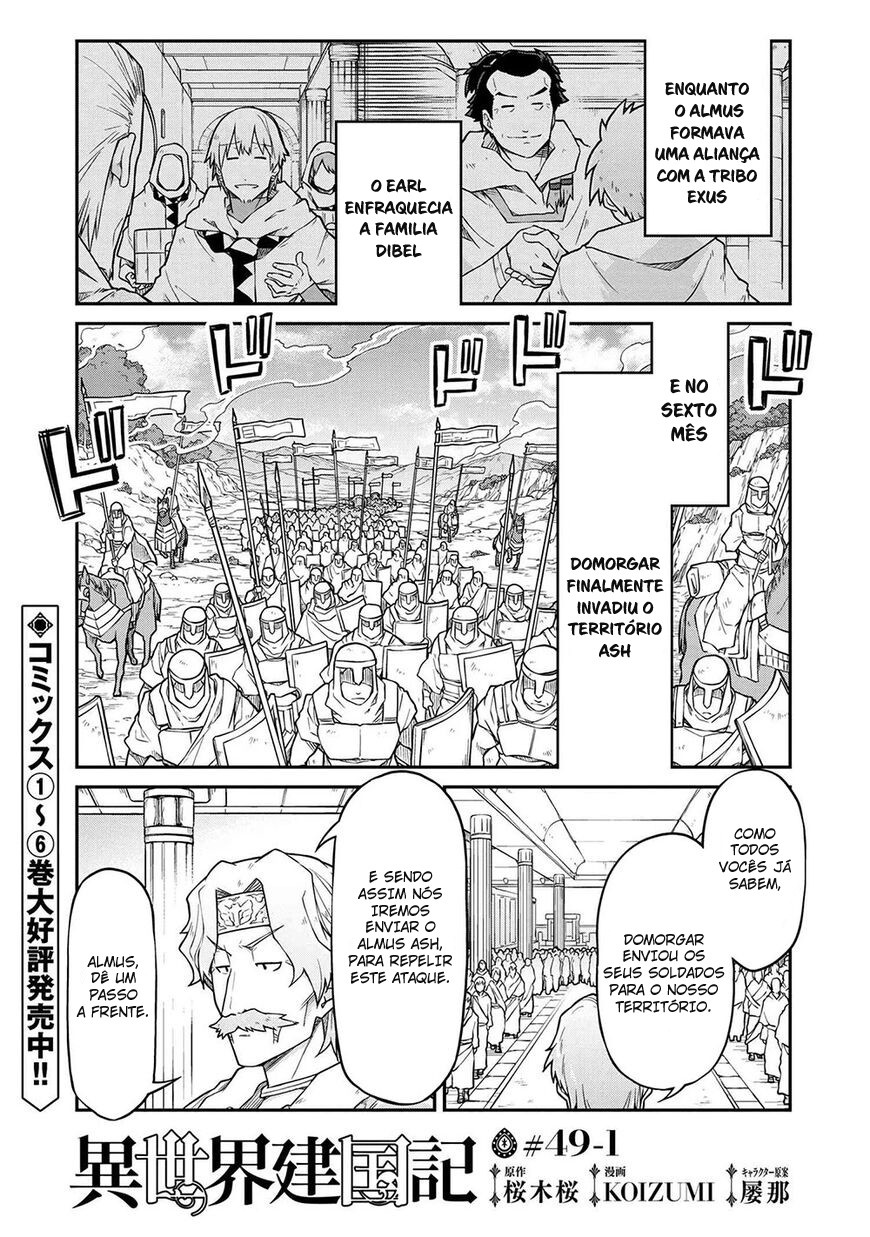 ENQUANTO
O ALMUS
FORMAVA
UMA ALIANÇA
COM A TRIBO
EXUS
O EARL
ENFRAQUECIA
A FAMILIA
DIBEL
ド
ド
ド
ド
E NO
SEXTO
MÊS
DOMORGAR
FINALMENTE
INVADIU O
TERRITÓRIO
ASH
COMO
TODOS
VOCÊS JÁ
SABEM,
DOMORGAR
ENVIOU OS
SEUS SOLDADOS
PARA O NOSSO
TERRITÓRIO.
E SENDO
ASSIM NÓS
IREMOS
ENVIAR O
ALMUS ASH,
PARA REPELIR
ESTE ATAQUE.
ALMUS,
DÊ UM
PASSO
A FRENTE.
コミックス①〜⑥巻大好評発売中!!
異世界建国記
#49-1
原作
桜木桜
漫画
KOIZUMI
キャラクター原案
屡那